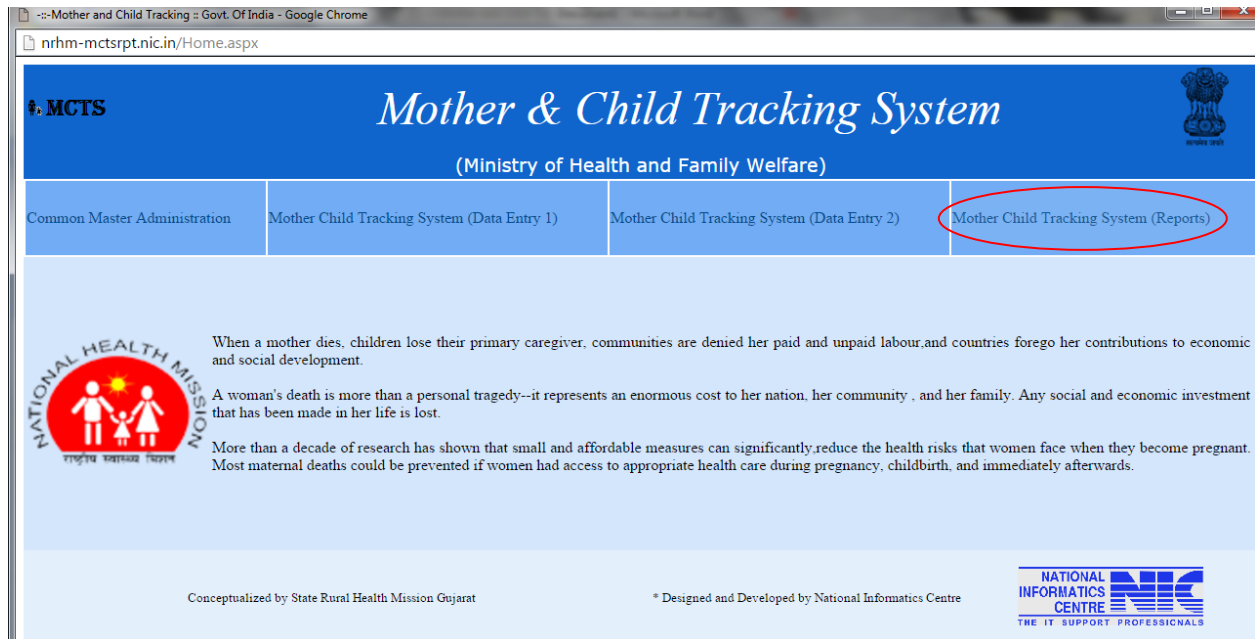 -::-Mother and Child Tracking :: Govt. Of India - Google Chrome
nrhm-mctsrpt.nic.in/Home.aspx
MCTS
Mother & Child Tracking System
सत्यमेव जयते
(Ministry of Health and Family Welfare)
Common Master Administration
Mother Child Tracking System (Data Entry 1)
Mother Child Tracking System (Data Entry 2)
Mother Child Tracking System (Reports)
NATIONAL HEALTH MISSION
राष्ट्रीय स्वास्थ्य मिशन
When a mother dies, children lose their primary caregiver, communities are denied her paid and unpaid labour,and countries forego her contributions to economic
and social development.
A woman's death is more than a personal tragedy--it represents an enormous cost to her nation, her community , and her family. Any social and economic investment
that has been made in her life is lost.
More than a decade of research has shown that small and affordable measures can significantly,reduce the health risks that women face when they become pregnant.
Most maternal deaths could be prevented if women had access to appropriate health care during pregnancy, childbirth, and immediately afterwards.
Conceptualized by State Rural Health Mission Gujarat
* Designed and Developed by National Informatics Centre
NATIONAL
INFORMATICS
CENTRE
NIC
THE IT SUPPORT PROFESSIONALS